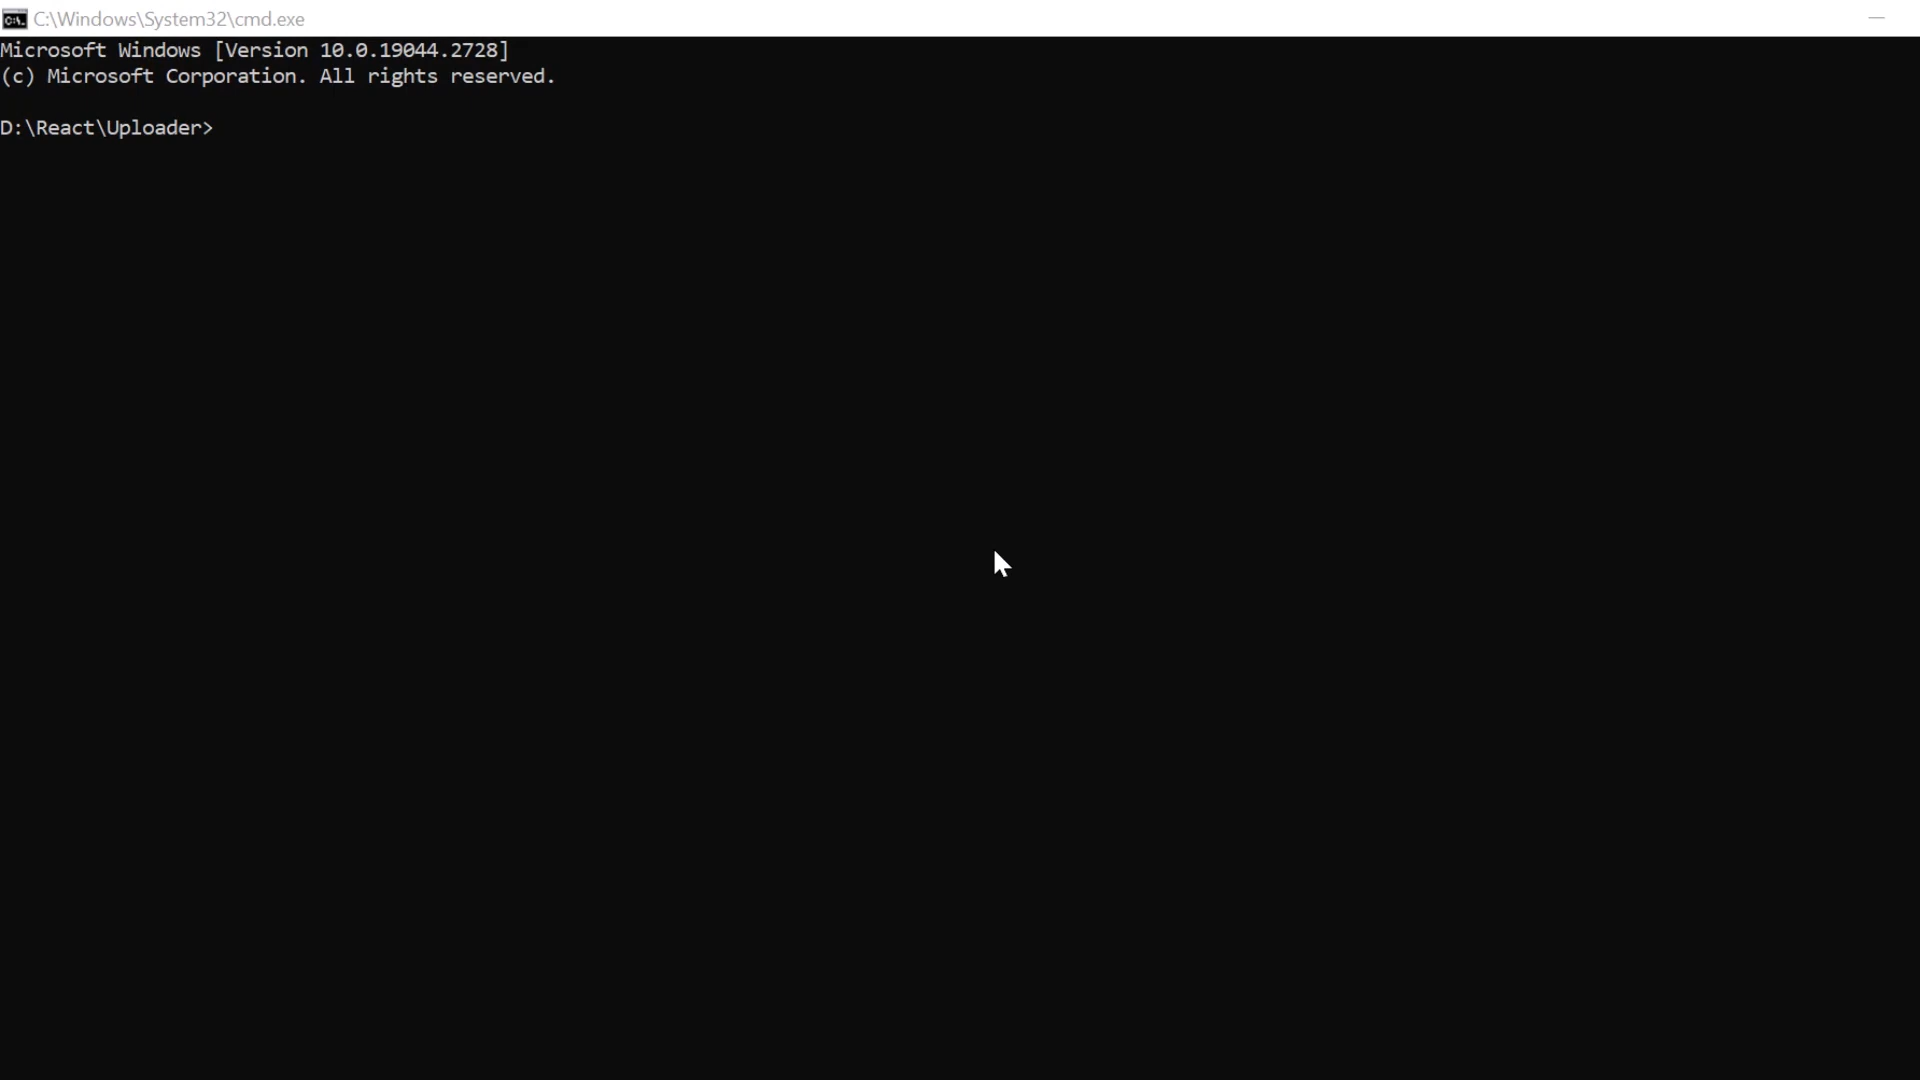 C:\Windows\System32\cmd.exe
Microsoft Windows [Version 10.0.19044.2728]
(c) Microsoft Corporation. All rights reserved.
D:\React\Uploader>